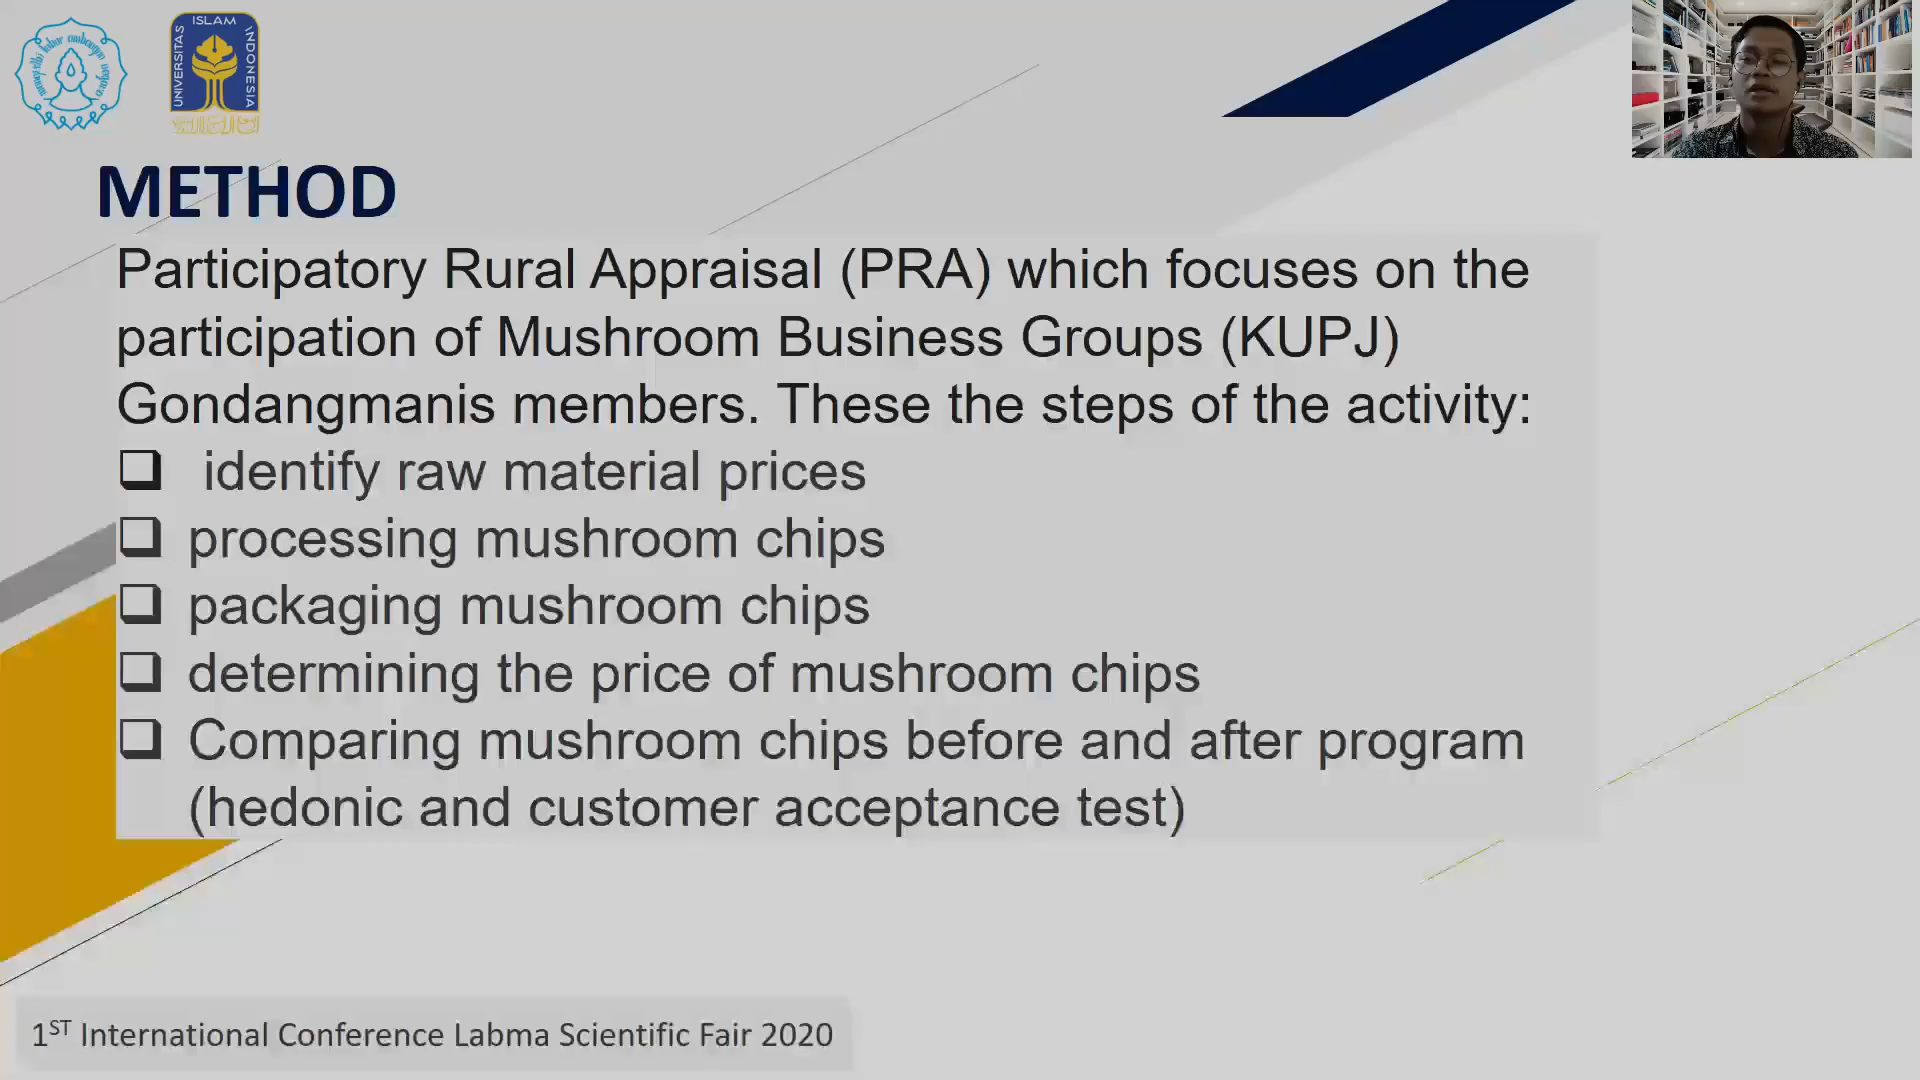 UNIVERSITAS
ISLAM
INDONESIA
METHOD
Participatory Rural Appraisal (PRA) which focuses on the
participation of Mushroom Business Groups (KUPJ)
Gondangmanis members. These the steps of the activity:
identify raw material prices
processing mushroom chips
packaging mushroom chips
determining the price of mushroom chips
Comparing mushroom chips before and after program
(hedonic and customer acceptance test)
1ST International Conference Labma Scientific Fair 2020